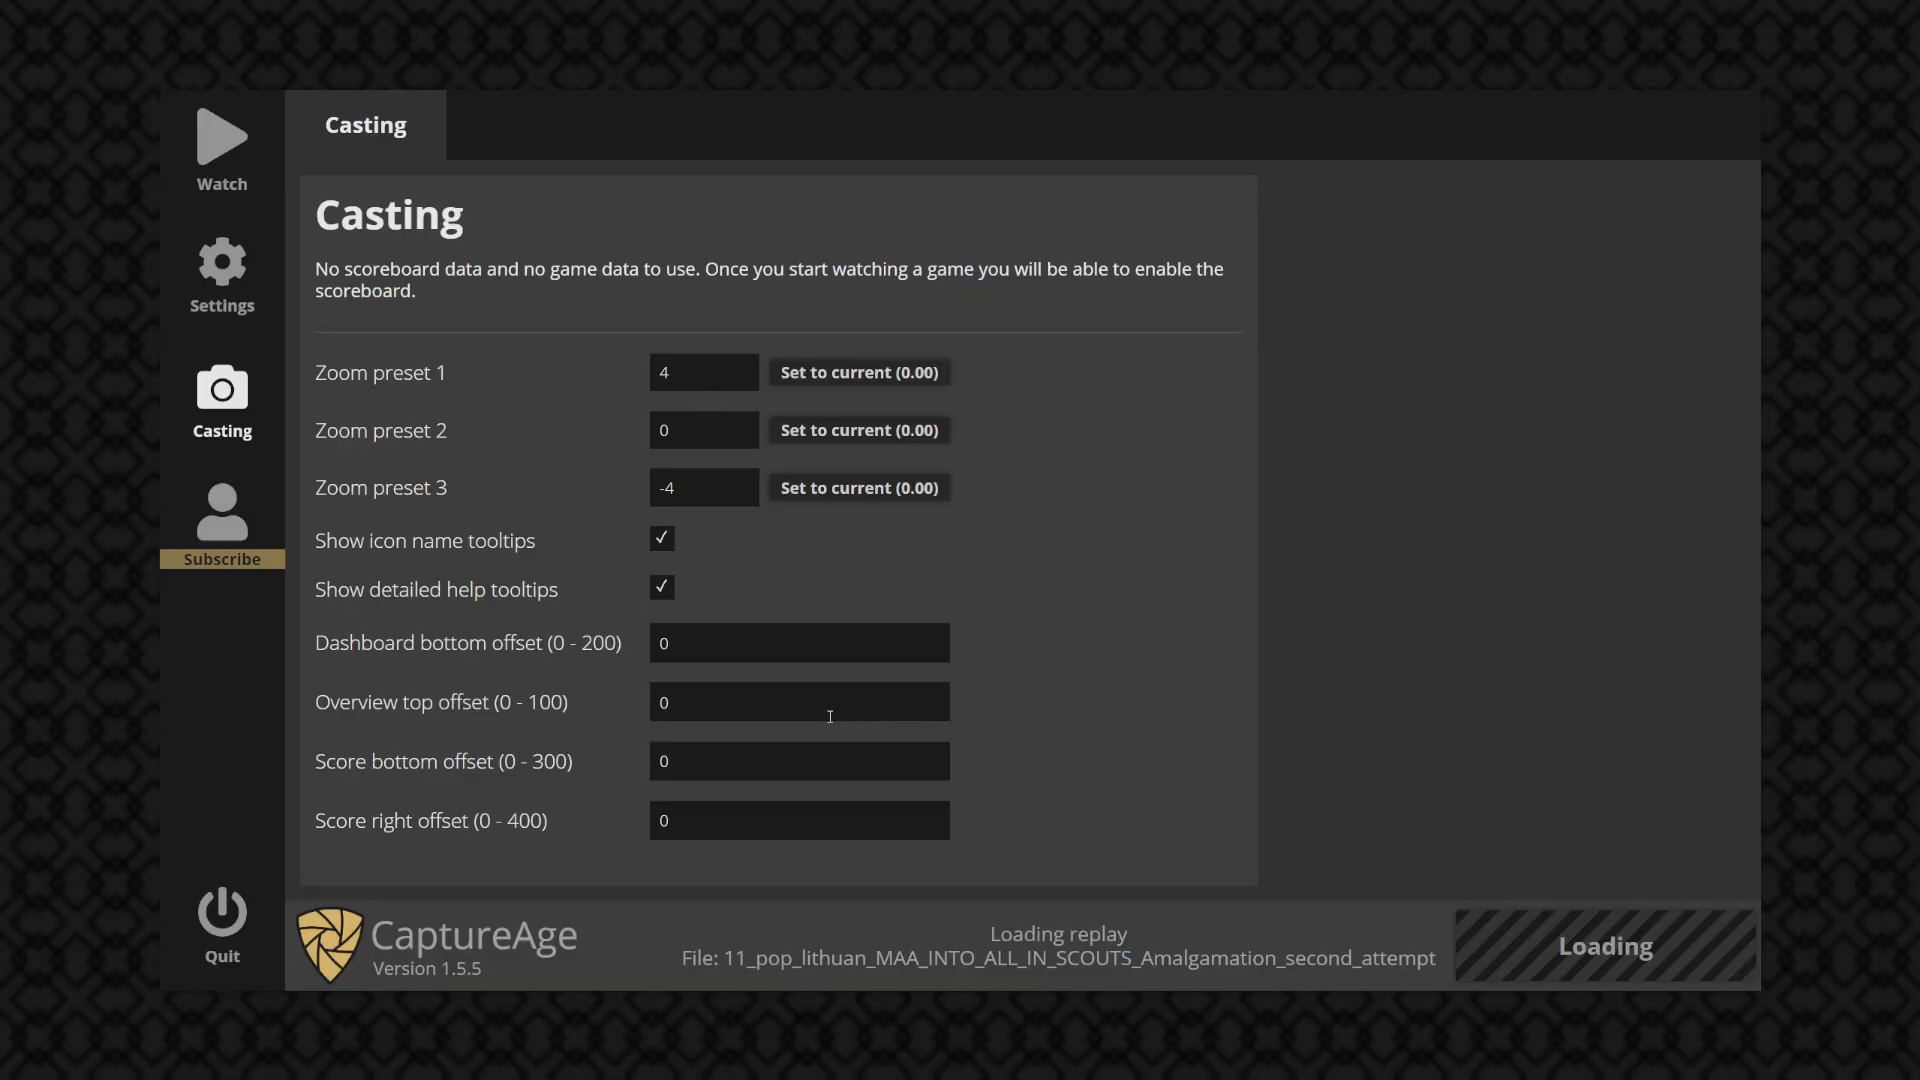 Casting
Watch
Settings
Casting
Subscribe
Quit
Casting
No scoreboard data and no game data to use. Once you start watching a game you will be able to enable the
scoreboard.
Zoom preset 1 4 Set to current (0.00)
Zoom preset 2 0 Set to current (0.00)
Zoom preset 3 -4 Set to current (0.00)
Show icon name tooltips
Show detailed help tooltips
Dashboard bottom offset (0 - 200) 0
Overview top offset (0 - 100) 0
Score bottom offset (0 - 300) 0
Score right offset (0 - 400) 0
CaptureAge
Version 1.5.5
Loading replay
File: 11_pop_lithuan_MAA_INTO_ALL_IN_SCOUTS_Amalgamation_second_attempt
Loading